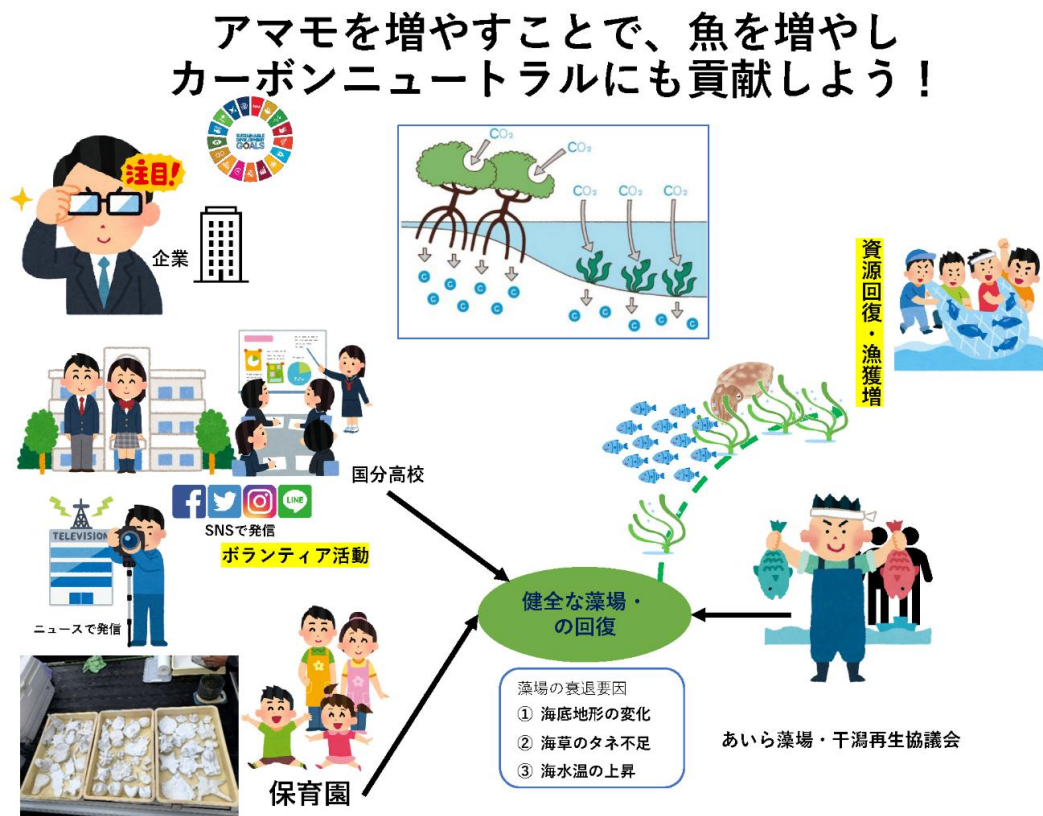 アマモを増やすことで、魚を増やし
カーボンニュートラルにも貢献しよう！
SUSTAINABLE
DEVELOPMENT
GOALS
注目!
企業
CO₂
CO₂
CO₂
CO₂
CO₂
C
C
C
C
C
C
C
C
C
C
C
資源回復・漁獲増
国分高校
LINE
SNSで発信
ボランティア活動
TELEVISION
ニュースで発信
健全な藻場・
の回復
藻場の衰退要因
① 海底地形の変化
② 海草のタネ不足
③ 海水温の上昇
あいら藻場・干潟再生協議会
保育園